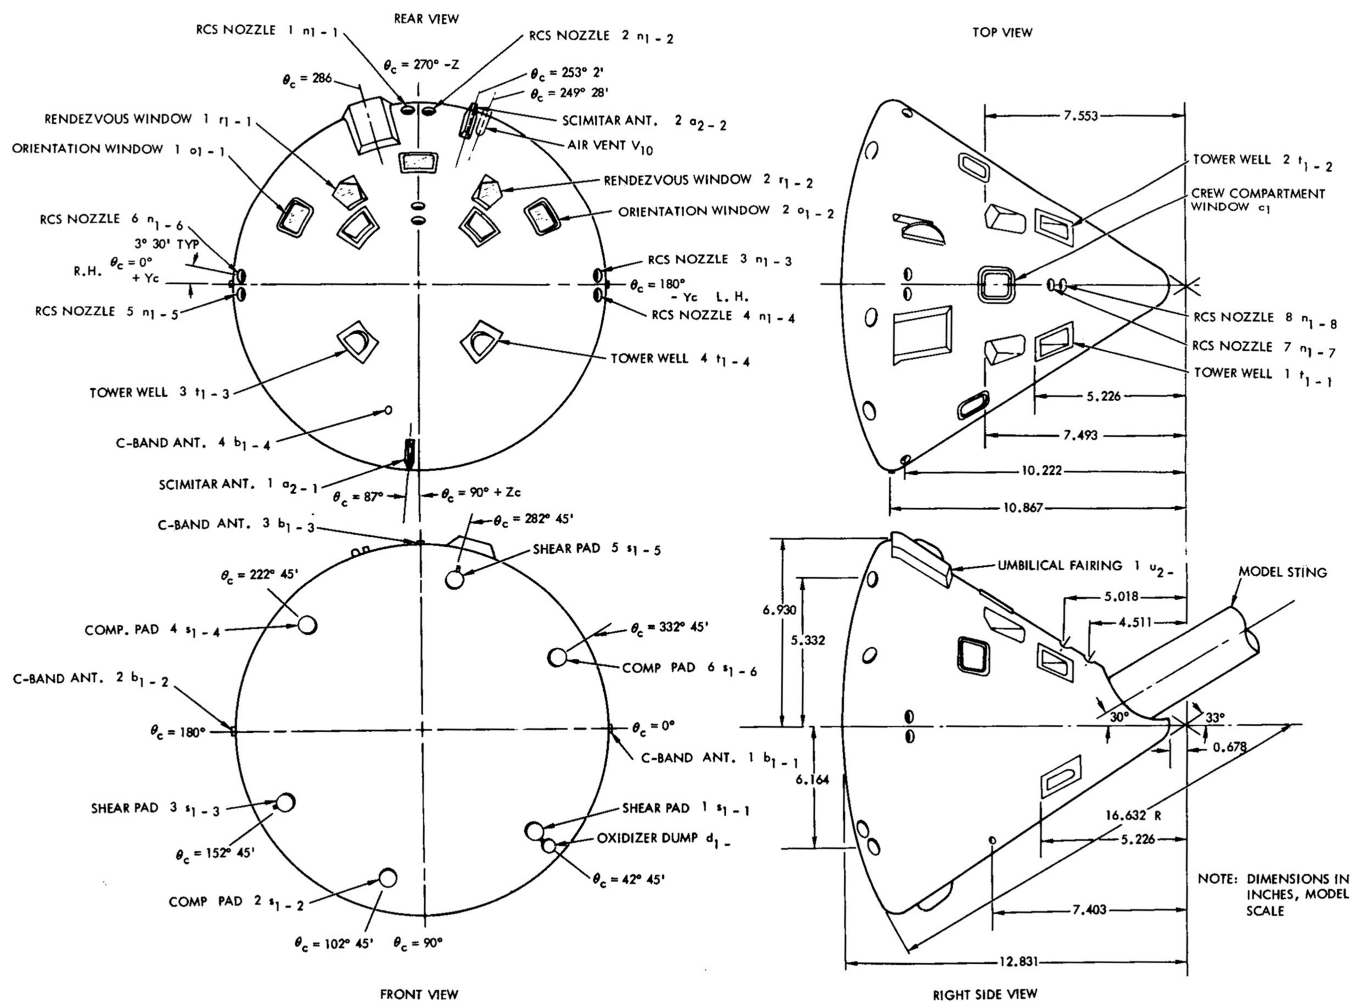 REAR VIEW
RCS NOZZLE 1 n1 - 1
RCS NOZZLE 2 n1 - 2
θc = 270° -Z
θc = 286
θc = 253° 2'
θc = 249° 28'
SCIMITAR ANT. 2 a2 - 2
AIR VENT V10
RENDEZVOUS WINDOW 1 r1 - 1
ORIENTATION WINDOW 1 o1 - 1
RENDEZVOUS WINDOW 2 r1 - 2
ORIENTATION WINDOW 2 o1 - 2
RCS NOZZLE 6 n1 - 6
3° 30' TYP
R.H. θc = 0°
+ Yc
RCS NOZZLE 5 n1 - 5
RCS NOZZLE 3 n1 - 3
θc = 180°
- Yc L. H.
RCS NOZZLE 4 n1 - 4
TOWER WELL 4 t1 - 4
TOWER WELL 3 t1 - 3
C-BAND ANT. 4 b1 - 4
SCIMITAR ANT. 1 a2 - 1
θc = 87°
θc = 90° + Zc
TOP VIEW
7.553
TOWER WELL 2 t1 - 2
CREW COMPARTMENT
WINDOW c1
RCS NOZZLE 8 n1 - 8
RCS NOZZLE 7 n1 - 7
TOWER WELL 1 t1 - 1
5.226
7.493
10.222
10.867
C-BAND ANT. 3 b1 - 3
θc = 282° 45'
SHEAR PAD 5 s1 - 5
θc = 222° 45'
COMP. PAD 4 s1 - 4
θc = 332° 45'
COMP PAD 6 s1 - 6
C-BAND ANT. 2 b1 - 2
θc = 180°
θc = 0°
C-BAND ANT. 1 b1 - 1
SHEAR PAD 3 s1 - 3
θc = 152° 45'
SHEAR PAD 1 s1 - 1
OXIDIZER DUMP d1 -
θc = 42° 45'
COMP PAD 2 s1 - 2
θc = 102° 45'
θc = 90°
FRONT VIEW
UMBILICAL FAIRING 1 u2 -
MODEL STING
5.018
4.511
6.930
5.332
30°
33°
0.678
6.164
16.632 R
5.226
7.403
12.831
NOTE: DIMENSIONS IN
INCHES, MODEL
SCALE
RIGHT SIDE VIEW